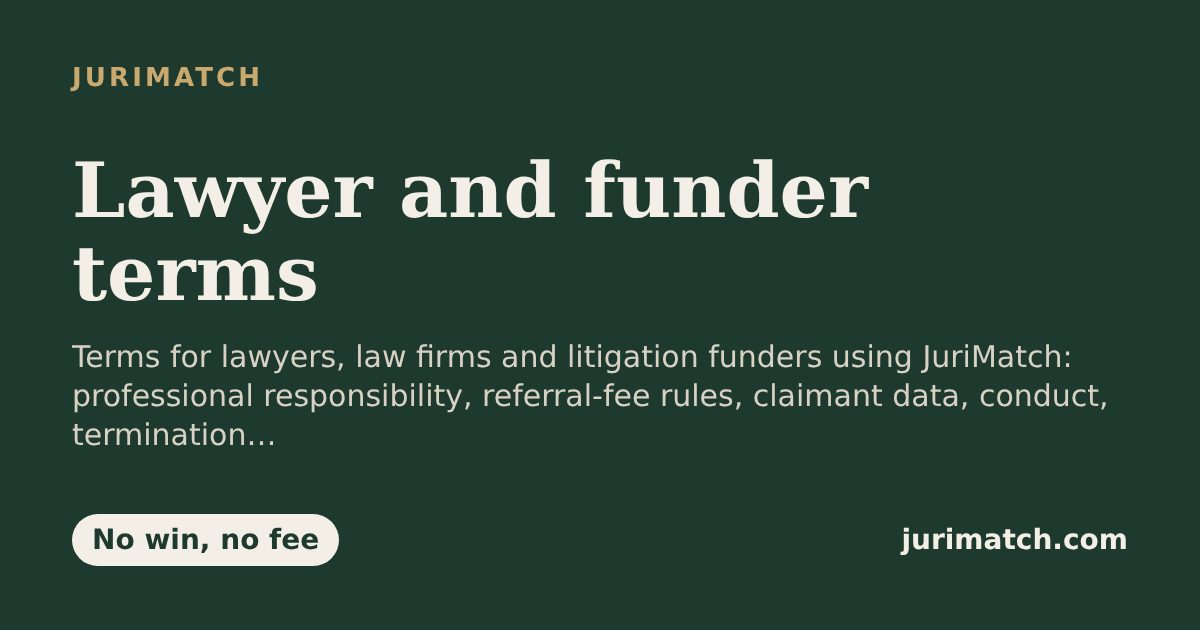 JURIMATCH
Lawyer and funder
terms
Terms for lawyers, law firms and litigation funders using JuriMatch:
professional responsibility, referral-fee rules, claimant data, conduct,
termination…
No win, no fee
jurimatch.com